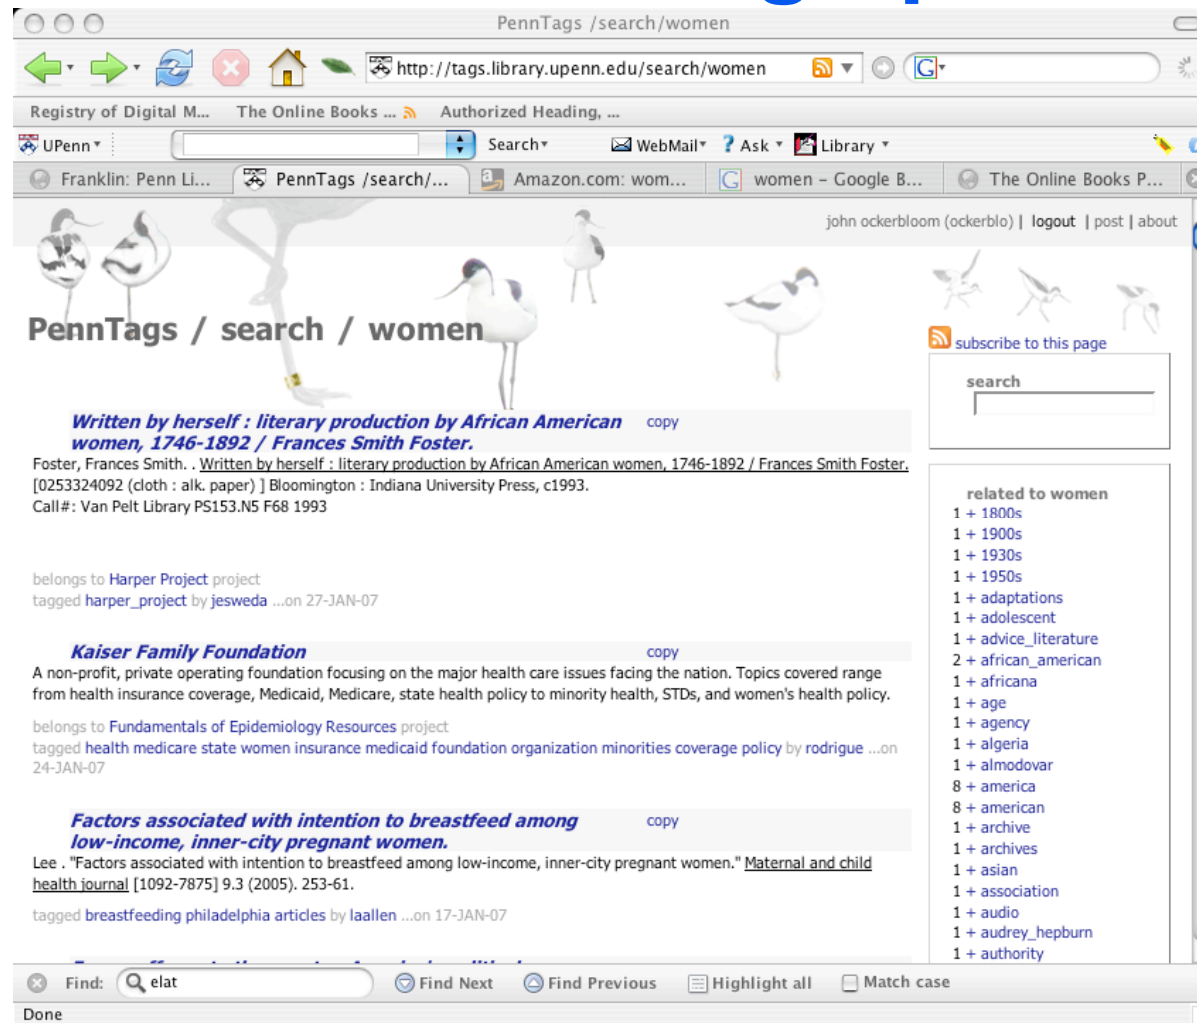 PennTags /search/women
http://tags.library.upenn.edu/search/women
Registry of Digital M... The Online Books ... Authorized Heading, ...
UPenn Search WebMail ? Ask Library
Franklin: Penn Li... PennTags /search/... Amazon.com: wom... women – Google B... The Online Books P...
john ockerbloom (ockerblo) | logout | post | about
PennTags / search / women
subscribe to this page
search
Written by herself : literary production by African American copy
women, 1746-1892 / Frances Smith Foster.
Foster, Frances Smith. . Written by herself : literary production by African American women, 1746-1892 / Frances Smith Foster.
[0253324092 (cloth : alk. paper) ] Bloomington : Indiana University Press, c1993.
Call#: Van Pelt Library PS153.N5 F68 1993
belongs to Harper Project project
tagged harper_project by jesweda ...on 27-JAN-07
Kaiser Family Foundation copy
A non-profit, private operating foundation focusing on the major health care issues facing the nation. Topics covered range
from health insurance coverage, Medicaid, Medicare, state health policy to minority health, STDs, and women's health policy.
belongs to Fundamentals of Epidemiology Resources project
tagged health medicare state women insurance medicaid foundation organization minorities coverage policy by rodrigue ...on
24-JAN-07
Factors associated with intention to breastfeed among copy
low-income, inner-city pregnant women.
Lee . "Factors associated with intention to breastfeed among low-income, inner-city pregnant women." Maternal and child
health journal [1092-7875] 9.3 (2005). 253-61.
tagged breastfeeding philadelphia articles by laallen ...on 17-JAN-07
related to women
1 + 1800s
1 + 1900s
1 + 1930s
1 + 1950s
1 + adaptations
1 + adolescent
1 + advice_literature
2 + african_american
1 + africana
1 + age
1 + agency
1 + algeria
1 + almodovar
8 + america
8 + american
1 + archive
1 + archives
1 + asian
1 + association
1 + audio
1 + audrey_hepburn
1 + authority
Find: elat Find Next Find Previous Highlight all Match case
Done